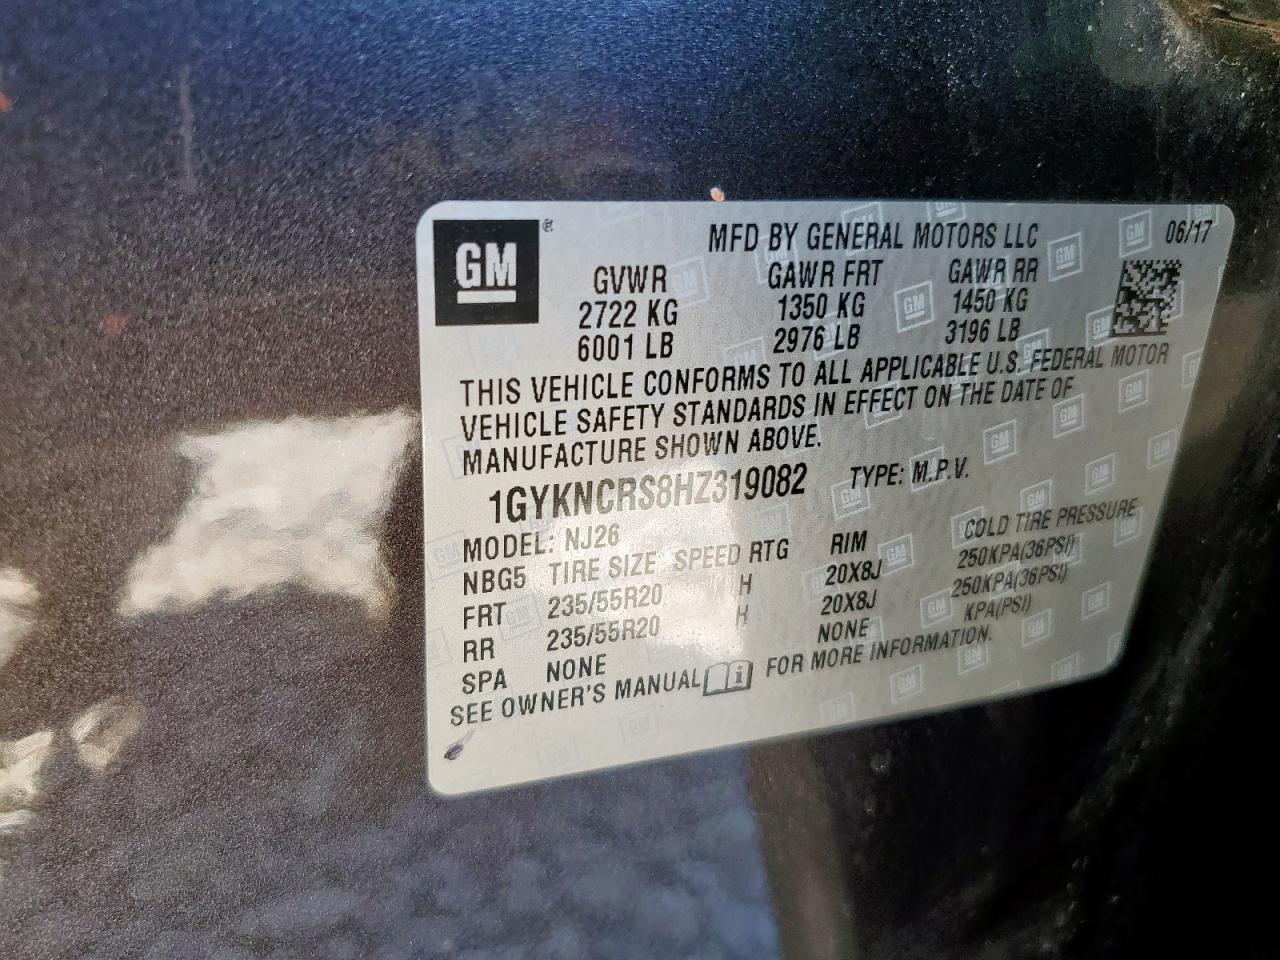 GM ® MFD BY GENERAL MOTORS LLC 06/17
GVWR GAWR FRT GAWR RR
2722 KG 1350 KG 1450 KG
6001 LB 2976 LB 3196 LB
THIS VEHICLE CONFORMS TO ALL APPLICABLE U.S. FEDERAL MOTOR
VEHICLE SAFETY STANDARDS IN EFFECT ON THE DATE OF
MANUFACTURE SHOWN ABOVE.
1GYKNCRS8HZ319082 TYPE: M.P.V.
MODEL: NJ26
NBG5 TIRE SIZE SPEED RTG RIM COLD TIRE PRESSURE
FRT 235/55R20 H 20X8J 250KPA(36PSI)
RR 235/55R20 H 20X8J 250KPA(36PSI)
SPA NONE NONE KPA(PSI)
SEE OWNER'S MANUAL FOR MORE INFORMATION.